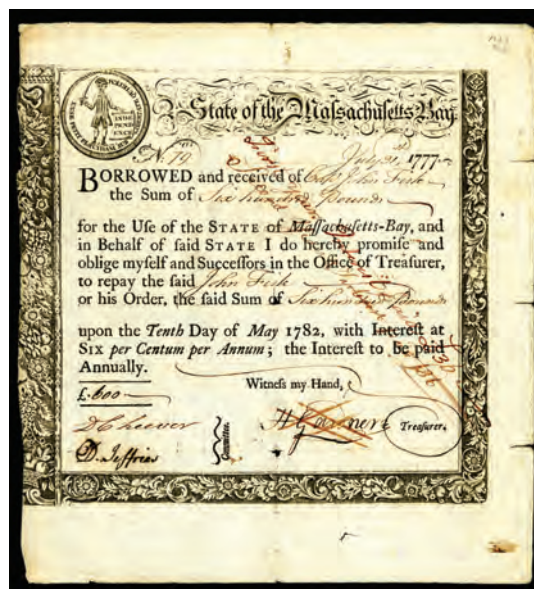 State of the Maſſachuſetts-Bay.
No. 79 July 21st 1777.
BORROWED and received of Capt John Fisk
the Sum of Six hundred Pounds
for the Uſe of the STATE of Maſſachuſetts-Bay, and
in Behalf of ſaid STATE I do hereby promiſe and
oblige myſelf and Succeſſors in the Office of Treaſurer,
to repay the ſaid John Fisk
or his Order, the ſaid Sum of Six hundred Pounds
upon the Tenth Day of May 1782, with Intereſt at
SIX per Centum per Annum; the Intereſt to be paid
Annually.
Witneſs my Hand,
£.600
H Gardner Treaſurer.
D Cheever
Committee.
D. Jeffries